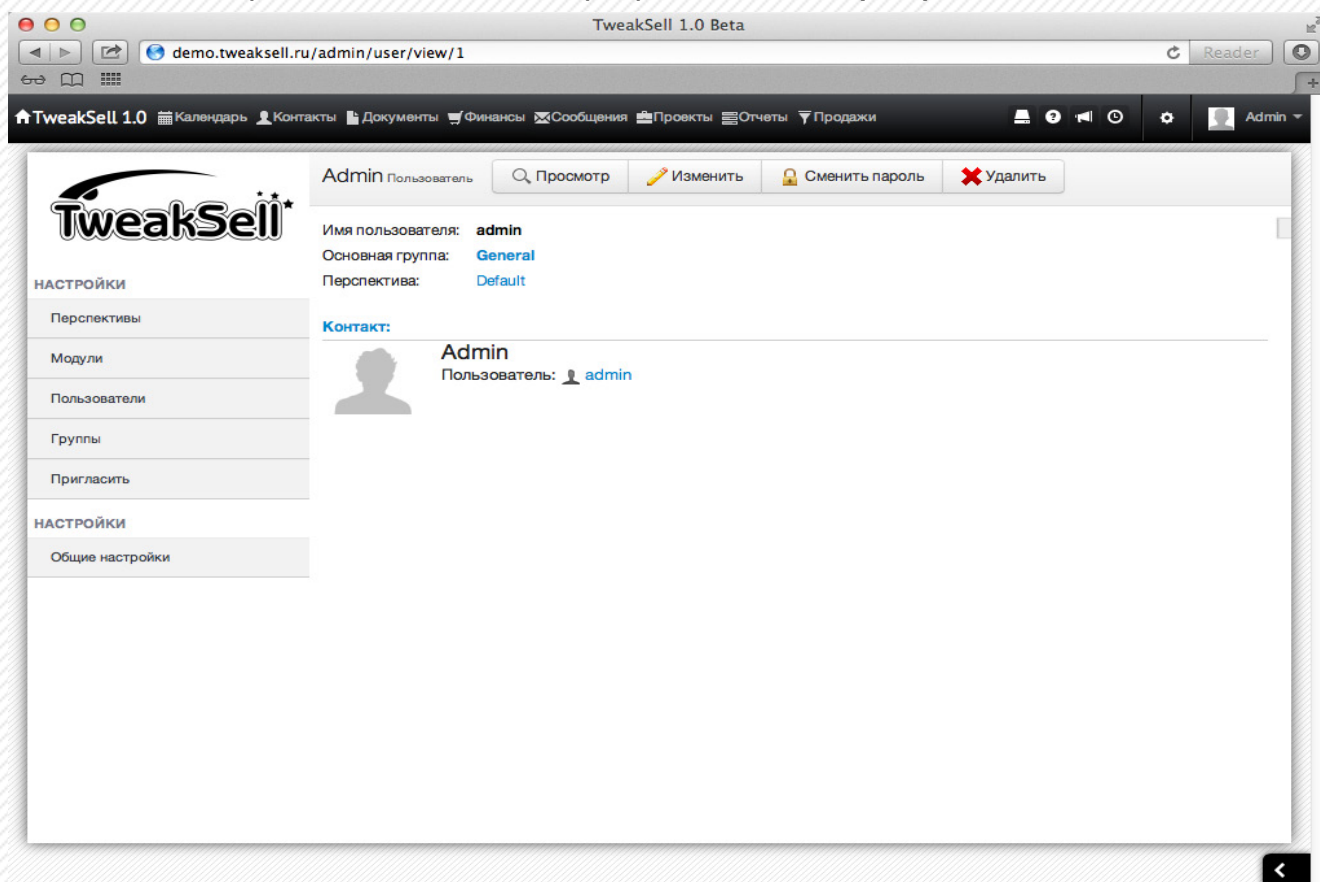 TweakSell 1.0 Beta
demo.tweaksell.ru/admin/user/view/1
Reader
TweakSell 1.0 Календарь Контакты Документы Финансы Сообщения Проекты Отчеты Продажи Admin
TweakSell
Admin Пользователь Просмотр Изменить Сменить пароль Удалить
Имя пользователя: admin
Основная группа: General
Перспектива: Default
Контакт:
Admin
Пользователь: admin
НАСТРОЙКИ
Перспективы
Модули
Пользователи
Группы
Пригласить
НАСТРОЙКИ
Общие настройки